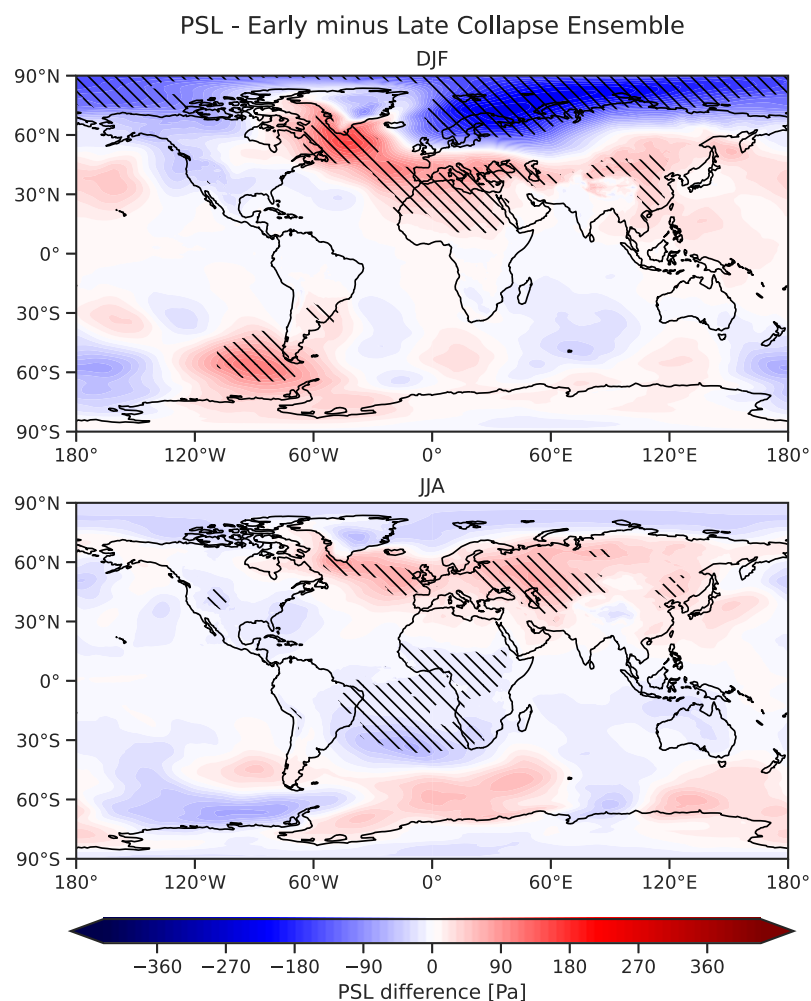 PSL - Early minus Late Collapse Ensemble
DJF
90°N
60°N
30°N
0°
30°S
60°S
90°S
180° 120°W 60°W 0° 60°E 120°E 180°
JJA
90°N
60°N
30°N
0°
30°S
60°S
90°S
180° 120°W 60°W 0° 60°E 120°E 180°
−360 −270 −180 −90 0 90 180 270 360
PSL difference [Pa]